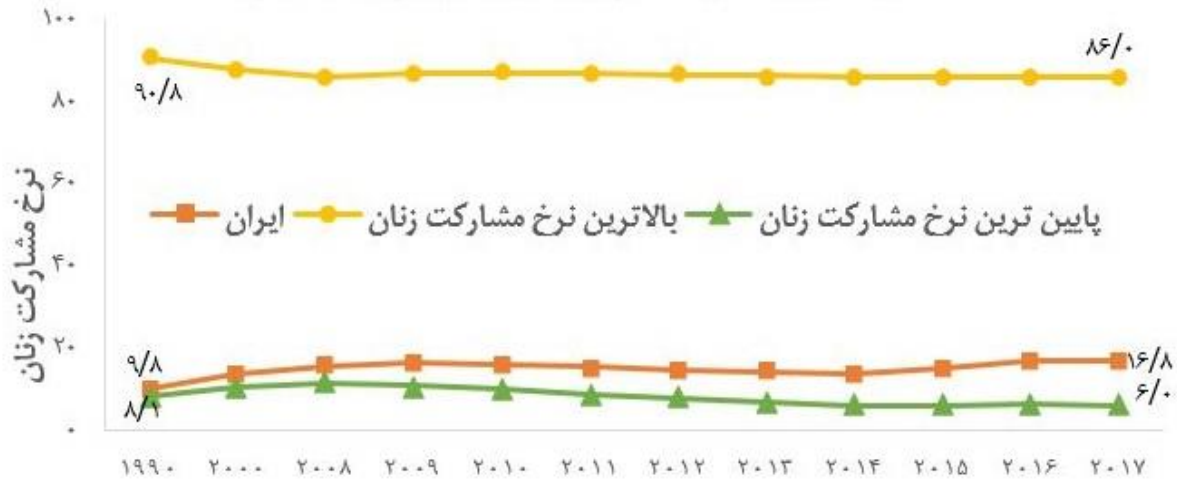 ۱۰۰
۸۰
۶۰
۴۰
۲۰
۰
نرخ مشارکت زنان
۹۰/۸
۸۶/۰
ایران
بالاترین نرخ مشارکت زنان
پایین ترین نرخ مشارکت زنان
۹/۸
۱۶/۸
۸/۱
۶/۰
۱۹۹۰ ۲۰۰۰ ۲۰۰۸ ۲۰۰۹ ۲۰۱۰ ۲۰۱۱ ۲۰۱۲ ۲۰۱۳ ۲۰۱۴ ۲۰۱۵ ۲۰۱۶ ۲۰۱۷